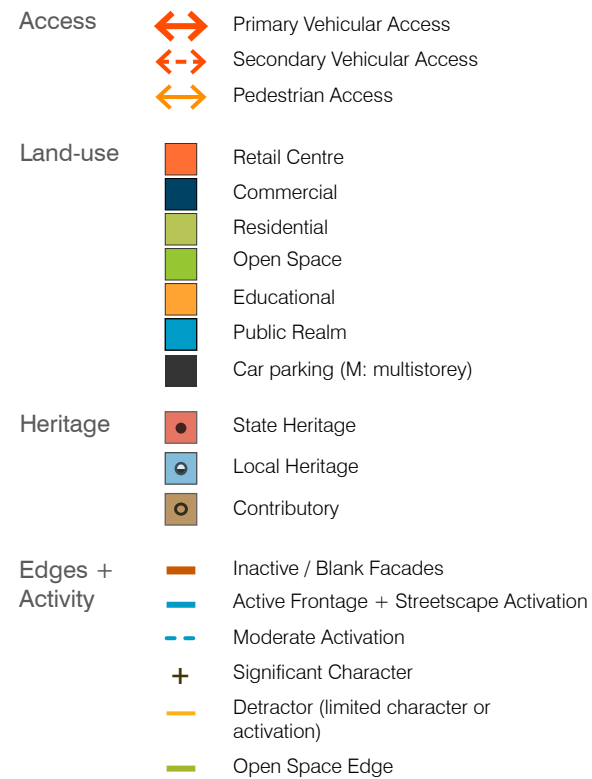 Access
Primary Vehicular Access
Secondary Vehicular Access
Pedestrian Access
Land-use
Retail Centre
Commercial
Residential
Open Space
Educational
Public Realm
Car parking (M: multistorey)
Heritage
State Heritage
Local Heritage
Contributory
Edges +
Activity
Inactive / Blank Facades
Active Frontage + Streetscape Activation
Moderate Activation
Significant Character
Detractor (limited character or
activation)
Open Space Edge